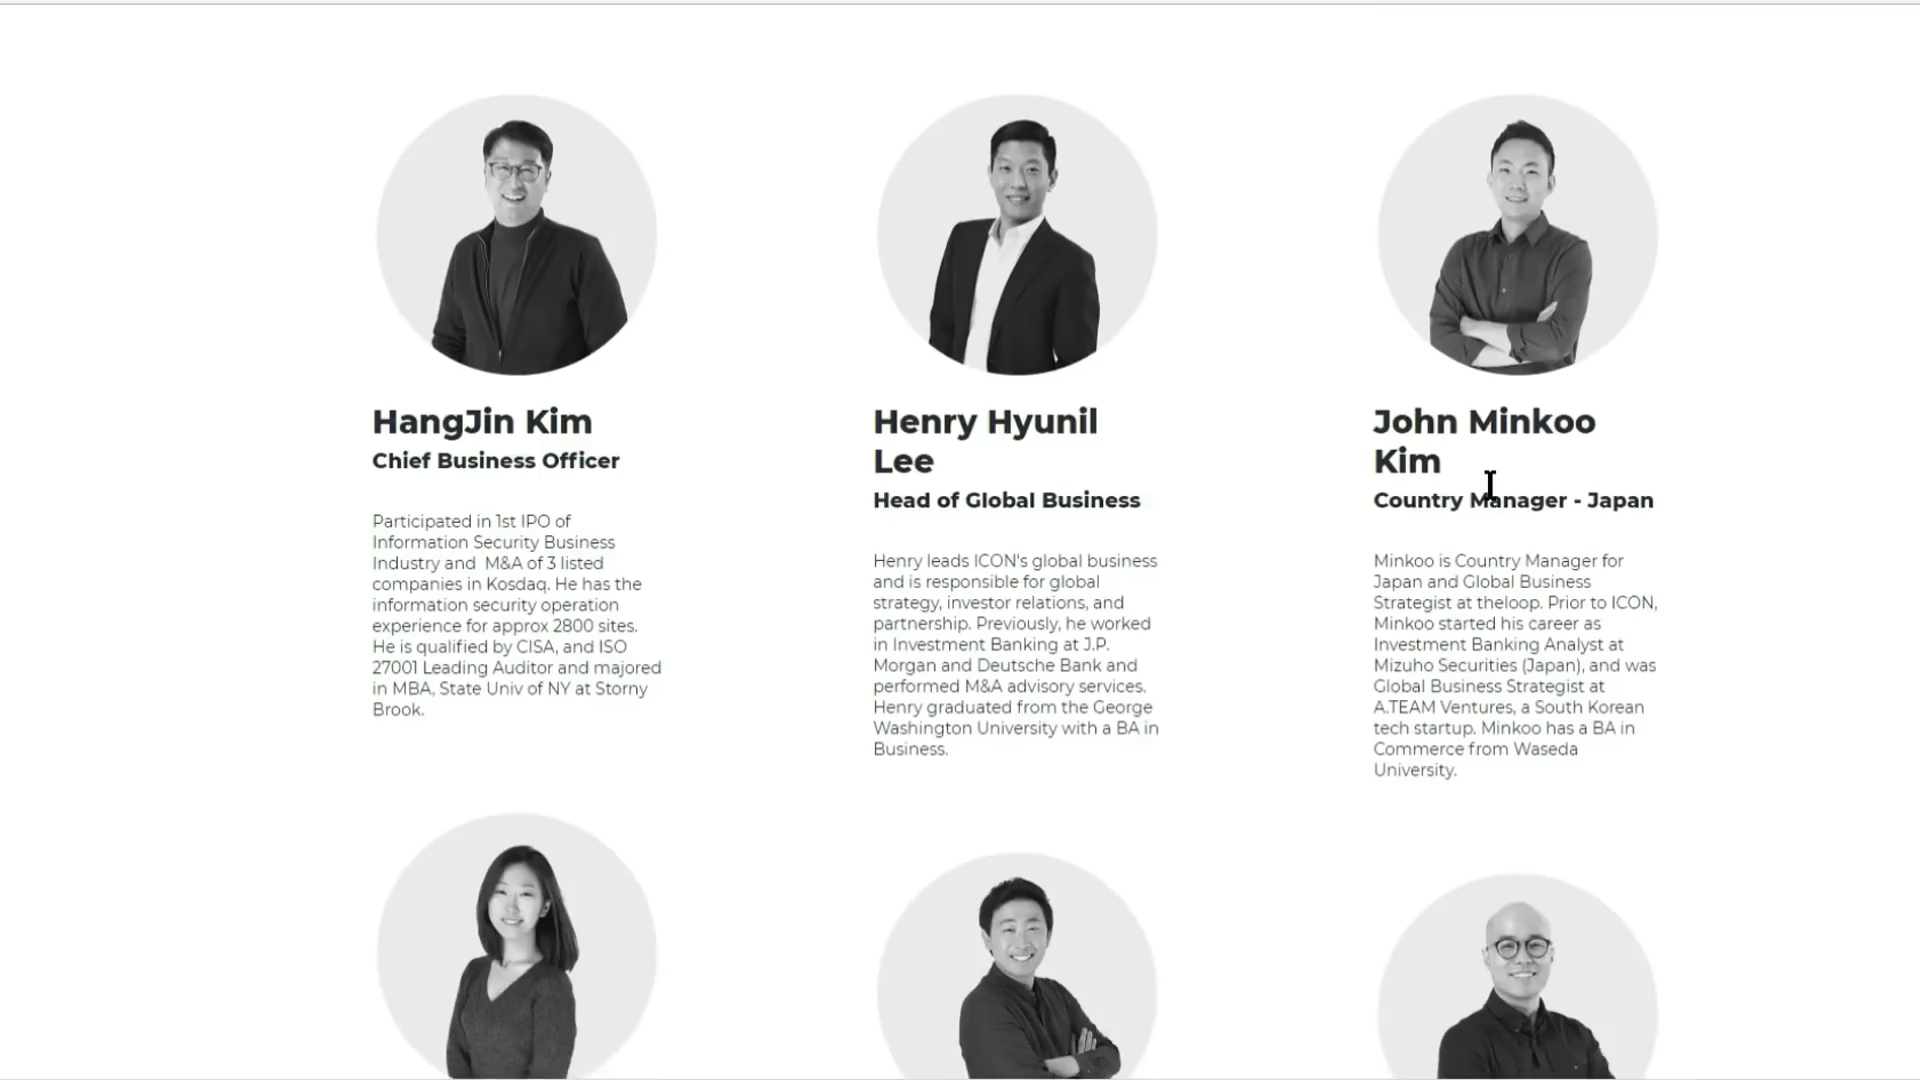 HangJin Kim
Chief Business Officer
Participated in 1st IPO of
Information Security Business
Industry and  M&A of 3 listed
companies in Kosdaq. He has the
information security operation
experience for approx 2800 sites.
He is qualified by CISA, and ISO
27001 Leading Auditor and majored
in MBA, State Univ of NY at Storny
Brook.
Henry Hyunil
Lee
Head of Global Business
Henry leads ICON's global business
and is responsible for global
strategy, investor relations, and
partnership. Previously, he worked
in Investment Banking at J.P.
Morgan and Deutsche Bank and
performed M&A advisory services.
Henry graduated from the George
Washington University with a BA in
Business.
John Minkoo
Kim
Country Manager - Japan
Minkoo is Country Manager for
Japan and Global Business
Strategist at theloop. Prior to ICON,
Minkoo started his career as
Investment Banking Analyst at
Mizuho Securities (Japan), and was
Global Business Strategist at
A.TEAM Ventures, a South Korean
tech startup. Minkoo has a BA in
Commerce from Waseda
University.